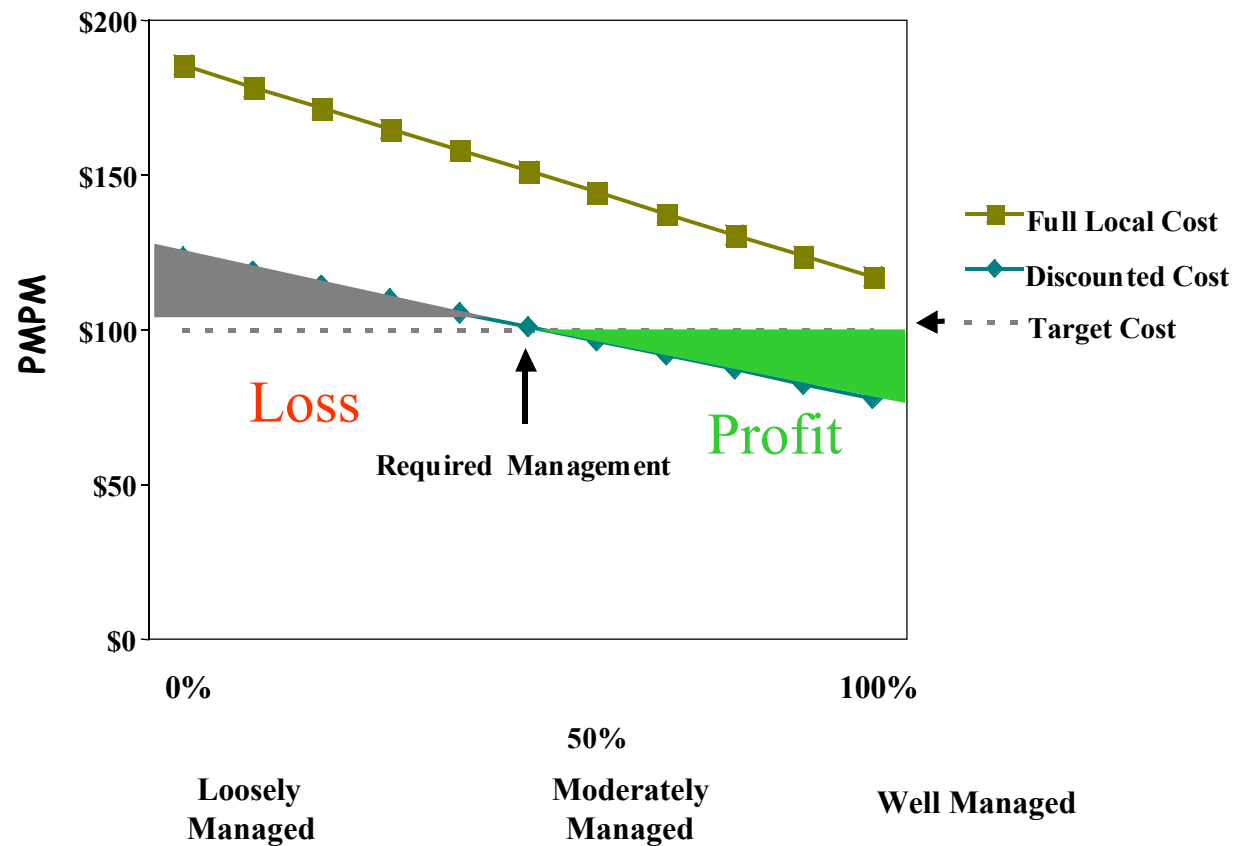 $200
$150
$100
$50
$0
PMPM
Full Local Cost
Discounted Cost
Target Cost
Loss
Profit
Required Management
0%
100%
50%
Loosely
Managed
Moderately
Managed
Well Managed